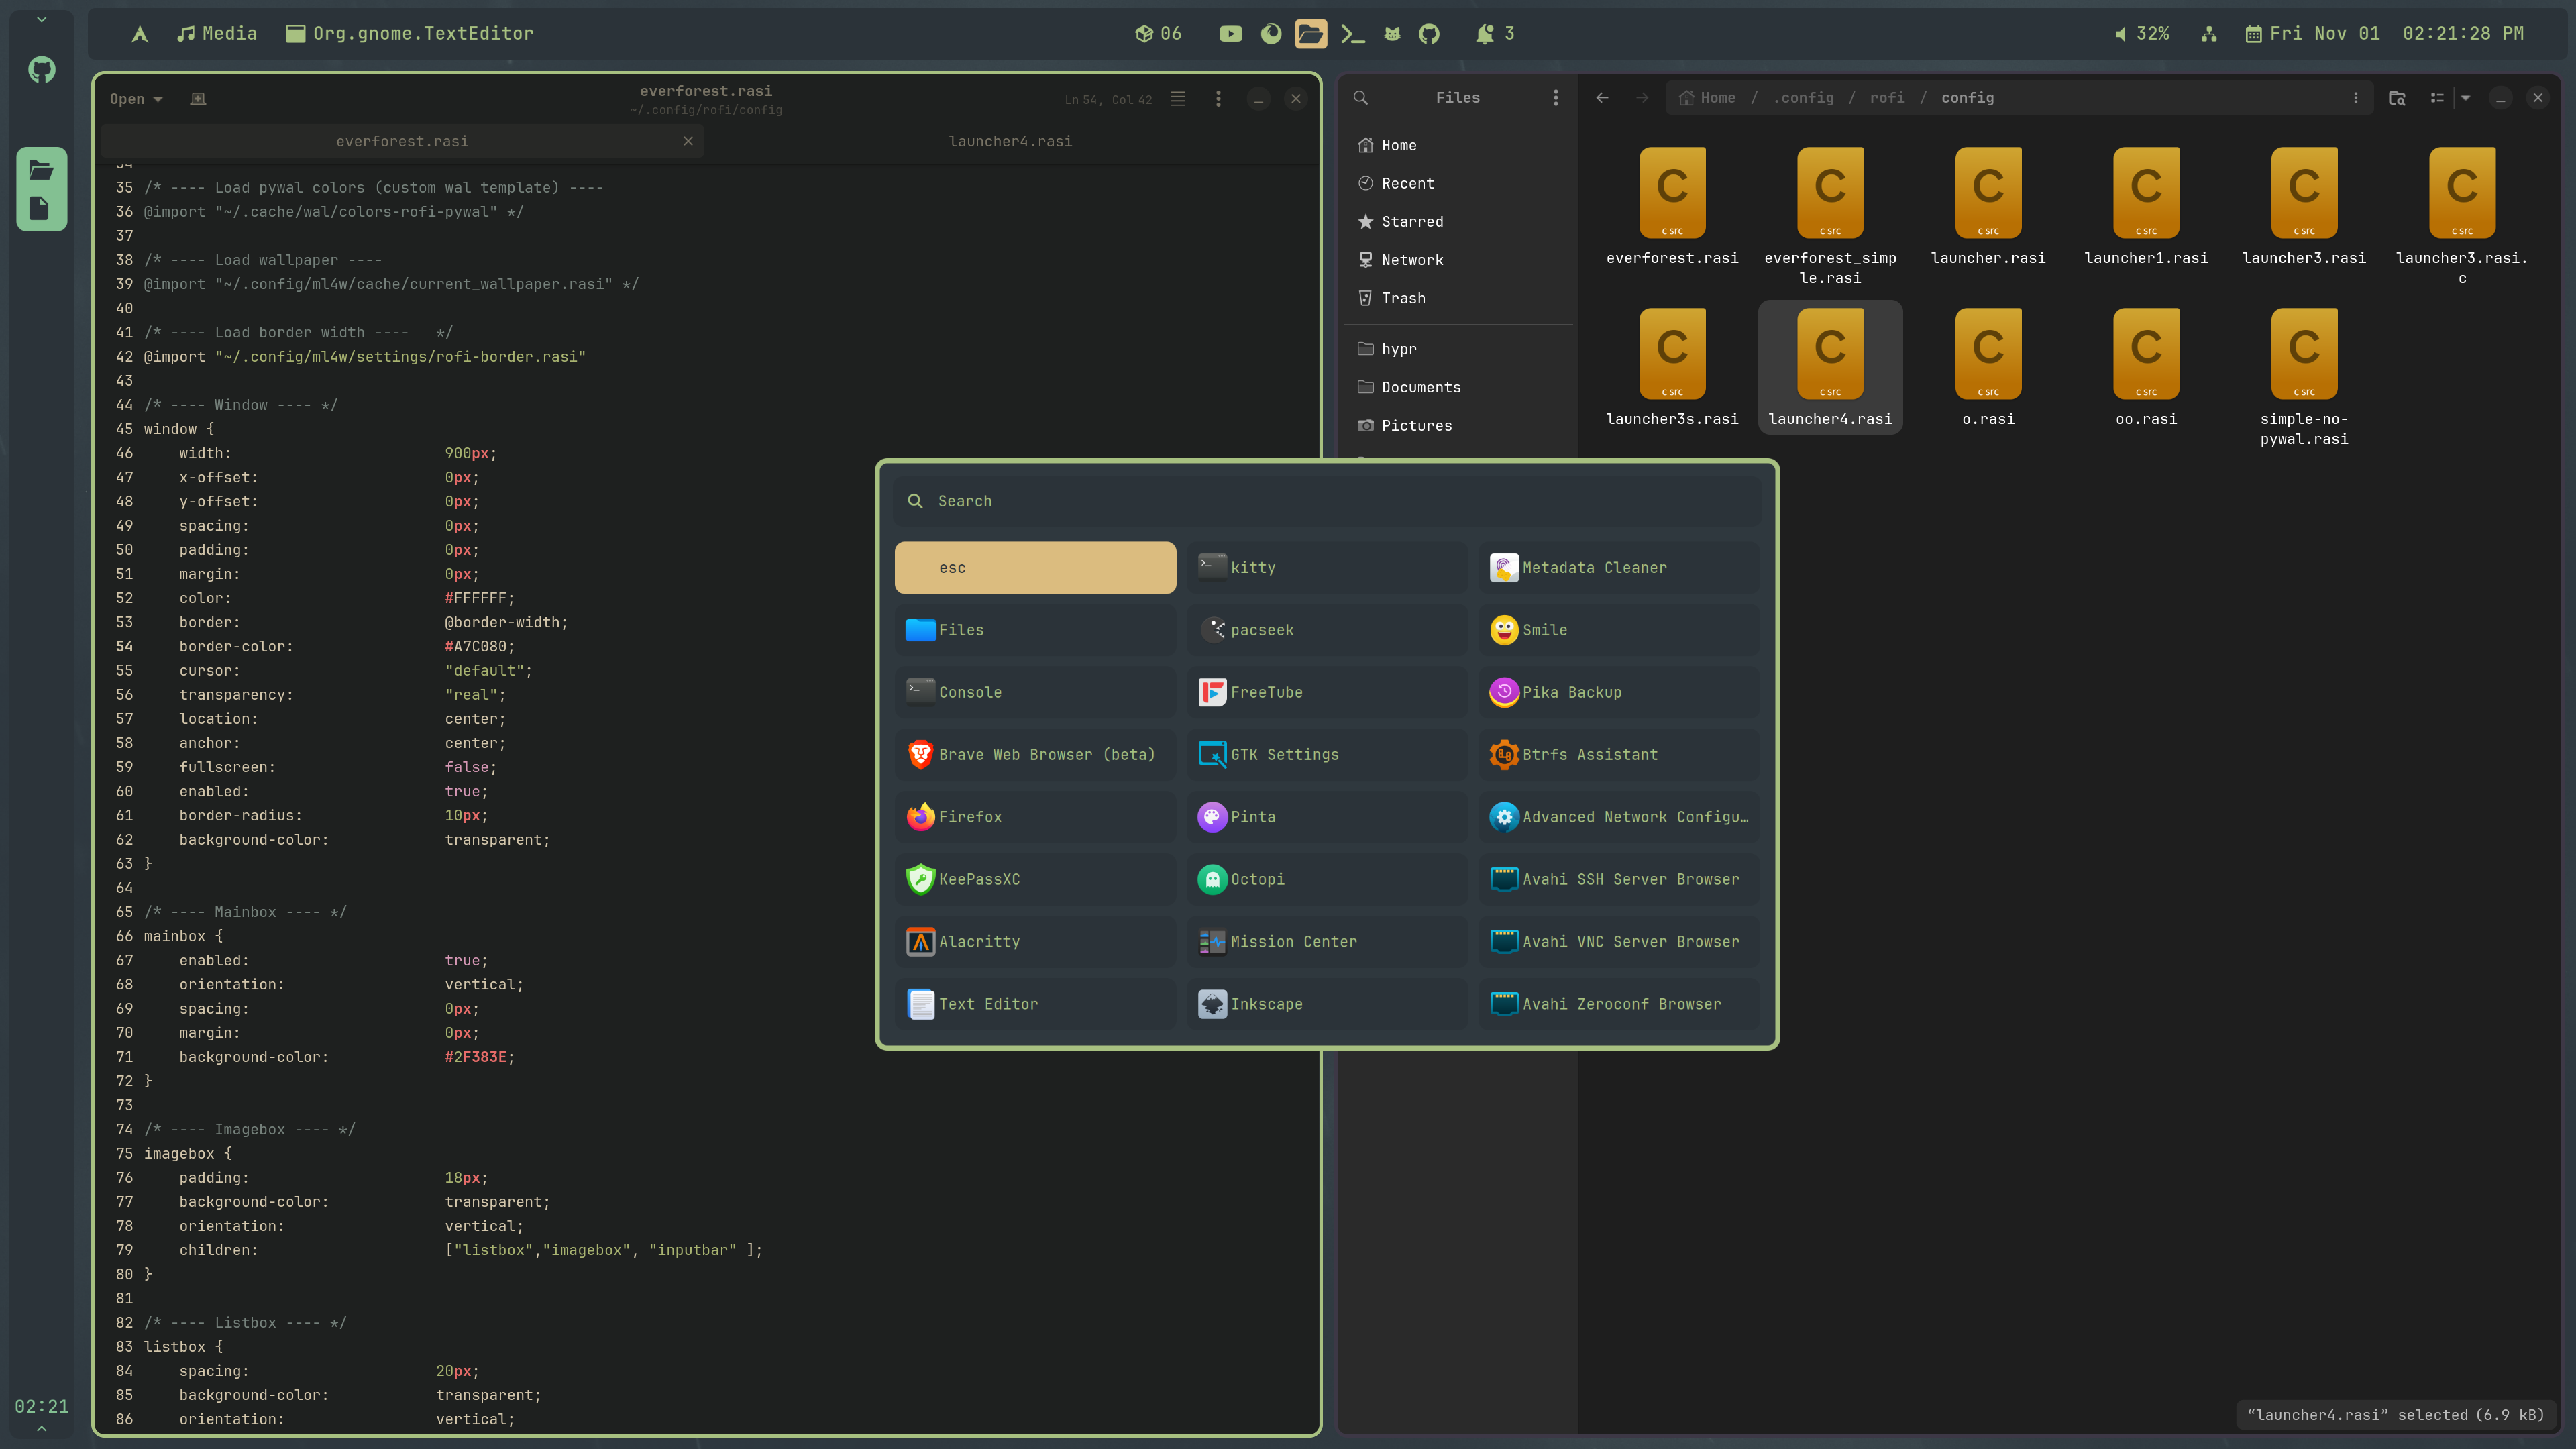 Media
Org.gnome.TextEditor
06
3
32%
Fri Nov 01
02:21:28 PM
02:21
Open
everforest.rasi
~/.config/rofi/config
Ln 54, Col 42
everforest.rasi
launcher4.rasi
34
35 /* ---- Load pywal colors (custom wal template) ----
36 @import "~/.cache/wal/colors-rofi-pywal" */
37
38 /* ---- Load wallpaper ----
39 @import "~/.config/ml4w/cache/current_wallpaper.rasi" */
40
41 /* ---- Load border width ----   */
42 @import "~/.config/ml4w/settings/rofi-border.rasi"
43
44 /* ---- Window ---- */
45 window {
46     width:                        900px;
47     x-offset:                     0px;
48     y-offset:                     0px;
49     spacing:                      0px;
50     padding:                      0px;
51     margin:                       0px;
52     color:                        #FFFFFF;
53     border:                       @border-width;
54     border-color:                 #A7C080;
55     cursor:                       "default";
56     transparency:                 "real";
57     location:                     center;
58     anchor:                       center;
59     fullscreen:                   false;
60     enabled:                      true;
61     border-radius:                10px;
62     background-color:             transparent;
63 }
64
65 /* ---- Mainbox ---- */
66 mainbox {
67     enabled:                      true;
68     orientation:                  vertical;
69     spacing:                      0px;
70     margin:                       0px;
71     background-color:             #2F383E;
72 }
73
74 /* ---- Imagebox ---- */
75 imagebox {
76     padding:                      18px;
77     background-color:             transparent;
78     orientation:                  vertical;
79     children:                     ["listbox","imagebox", "inputbar" ];
80 }
81
82 /* ---- Listbox ---- */
83 listbox {
84     spacing:                     20px;
85     background-color:            transparent;
86     orientation:                 vertical;
Search
esc
kitty
Metadata Cleaner
Files
pacseek
Smile
Console
FreeTube
Pika Backup
Brave Web Browser (beta)
GTK Settings
Btrfs Assistant
Firefox
Pinta
Advanced Network Configu…
KeePassXC
Octopi
Avahi SSH Server Browser
Alacritty
Mission Center
Avahi VNC Server Browser
Text Editor
Inkscape
Avahi Zeroconf Browser
Files
Home
Recent
Starred
Network
Trash
hypr
Documents
Pictures
Home / .config / rofi / config
C
c src
everforest.rasi
C
c src
everforest_simp
le.rasi
C
c src
launcher.rasi
C
c src
launcher1.rasi
C
c src
launcher3.rasi
C
c src
launcher3.rasi.
c
C
c src
launcher3s.rasi
C
c src
launcher4.rasi
C
c src
o.rasi
C
c src
oo.rasi
C
c src
simple-no-
pywal.rasi
“launcher4.rasi” selected (6.9 kB)